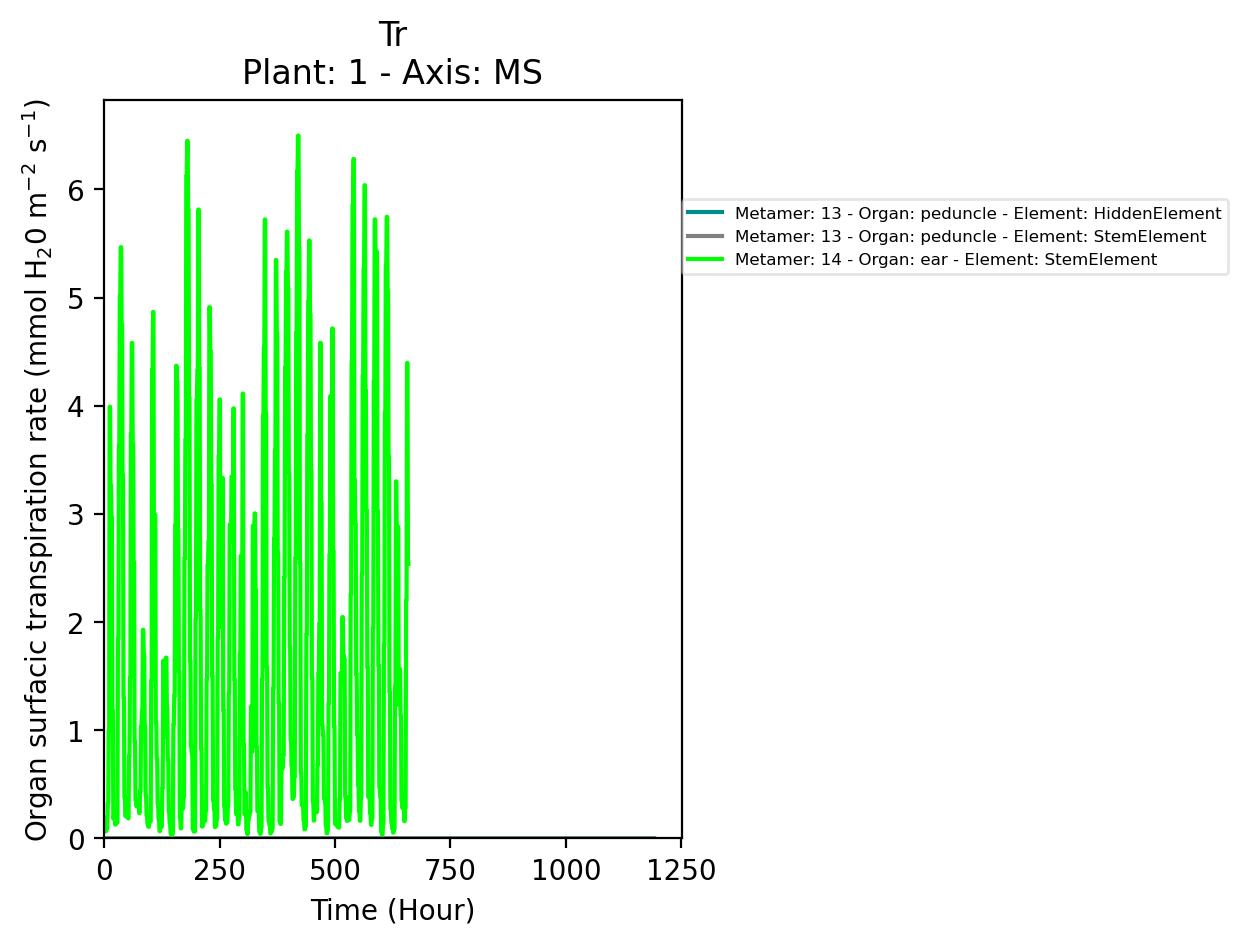 Tr
Plant: 1 - Axis: MS
Organ surfacic transpiration rate (mmol H₂0 m⁻² s⁻¹)
6
5
4
3
2
1
0
Metamer: 13 - Organ: peduncle - Element: HiddenElement
Metamer: 13 - Organ: peduncle - Element: StemElement
Metamer: 14 - Organ: ear - Element: StemElement
0 250 500 750 1000 1250
Time (Hour)